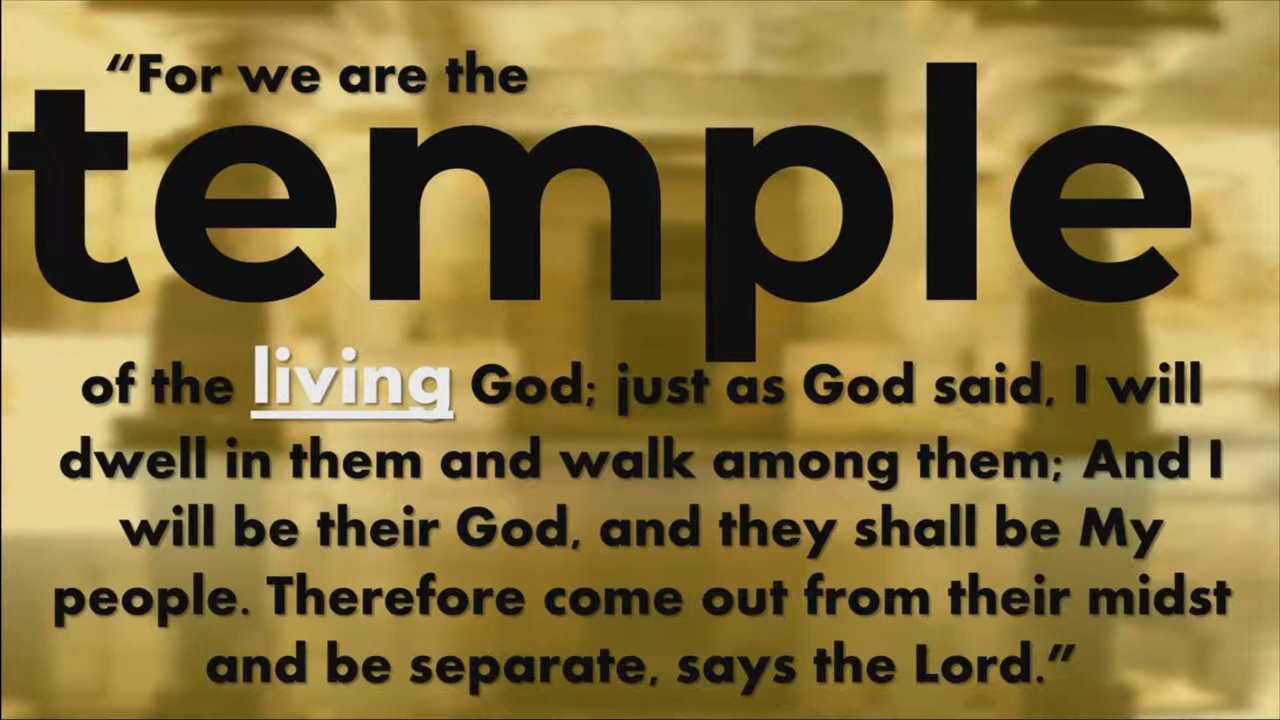 “For we are the
temple
of the living God; just as God said, I will
dwell in them and walk among them; And I
will be their God, and they shall be My
people. Therefore come out from their midst
and be separate, says the Lord.”